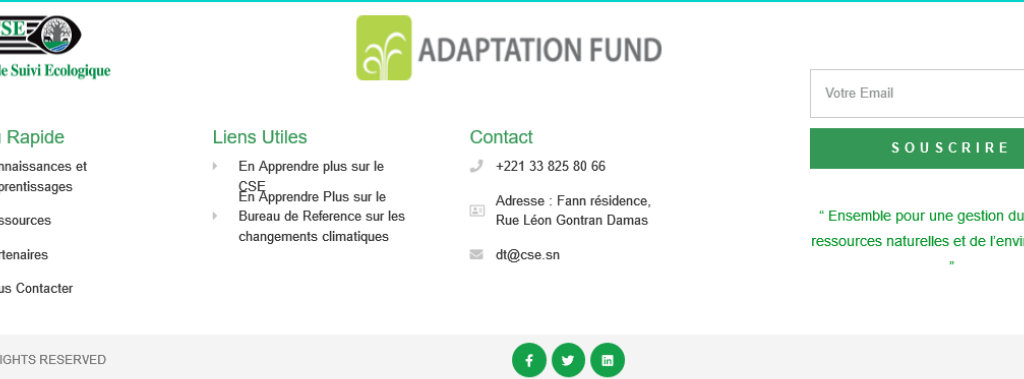 CSE
de Suivi Ecologique
ADAPTATION FUND
Votre Email
SOUSCRIRE
Rapide
nnaissances et
prentissages
ssources
rtenaires
us Contacter
Liens Utiles
En Apprendre plus sur le
CSE
En Apprendre Plus sur le
Bureau de Reference sur les
changements climatiques
Contact
+221 33 825 80 66
Adresse : Fann résidence,
Rue Léon Gontran Damas
dt@cse.sn
“ Ensemble pour une gestion du
ressources naturelles et de l'envi
”
IGHTS RESERVED